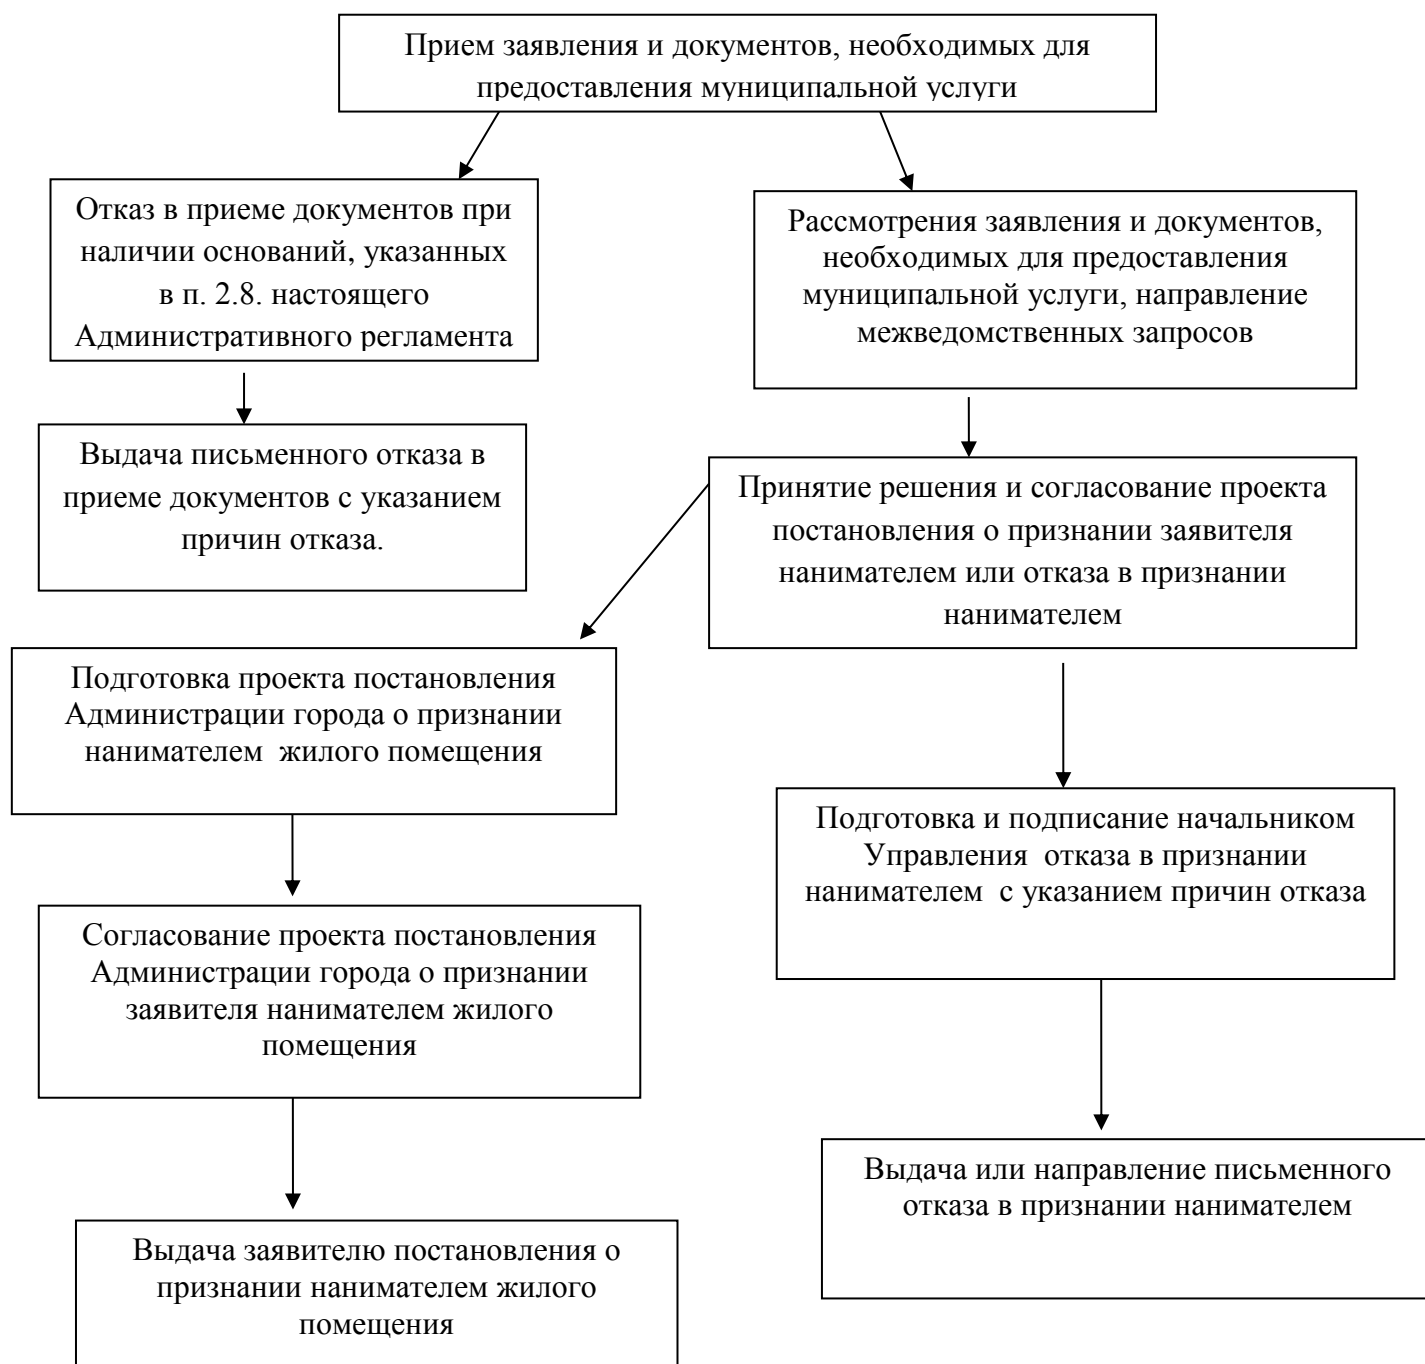 Прием заявления и документов, необходимых для
предоставления муниципальной услуги
Отказ в приеме документов при
наличии оснований, указанных
в п. 2.8. настоящего
Административного регламента
Рассмотрения заявления и документов,
необходимых для предоставления
муниципальной услуги, направление
межведомственных запросов
Выдача письменного отказа в
приеме документов с указанием
причин отказа.
Принятие решения и согласование проекта
постановления о признании заявителя
нанимателем или отказа в признании
нанимателем
Подготовка проекта постановления
Администрации города о признании
нанимателем  жилого помещения
Подготовка и подписание начальником
Управления  отказа в признании
нанимателем  с указанием причин отказа
Согласование проекта постановления
Администрации города о признании
заявителя нанимателем жилого
помещения
Выдача или направление письменного
отказа в признании нанимателем
Выдача заявителю постановления о
признании нанимателем жилого
помещения